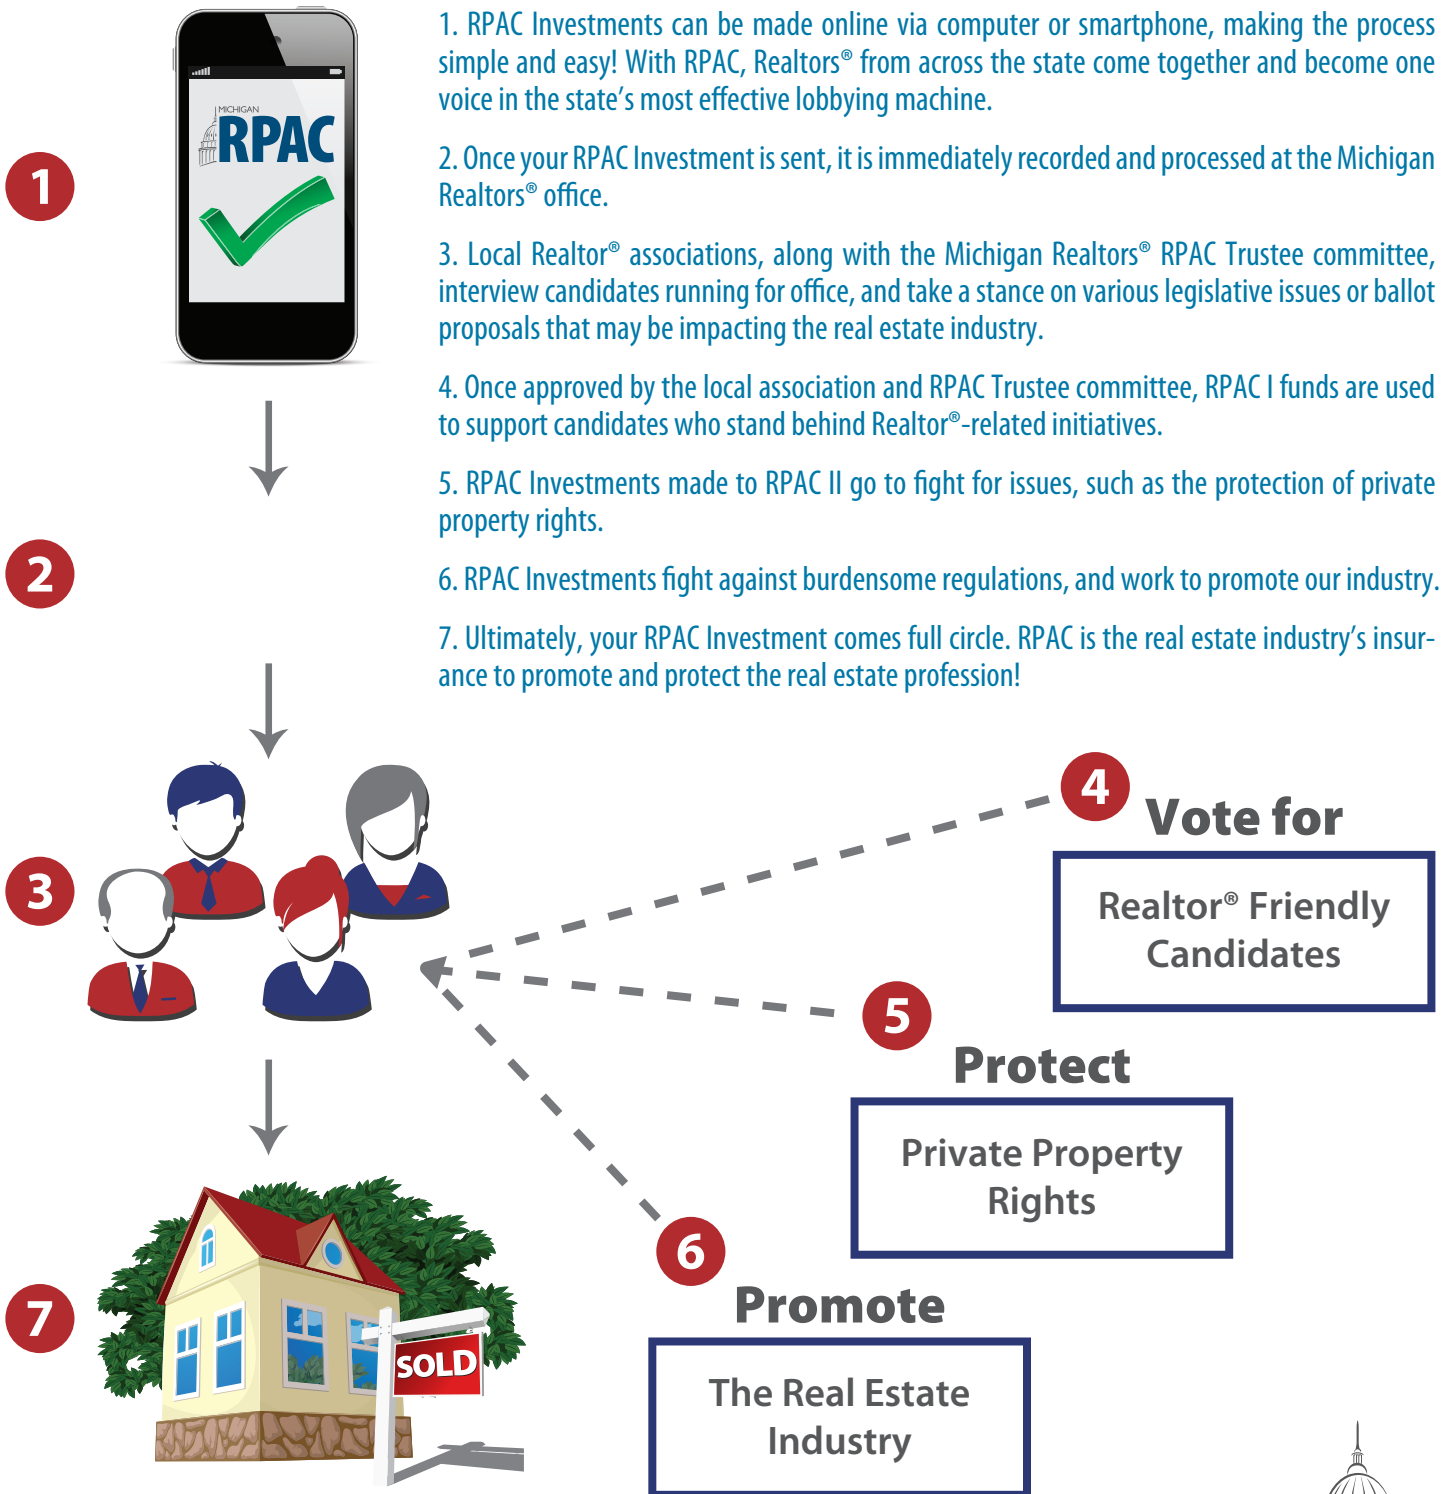 1. RPAC Investments can be made online via computer or smartphone, making the process
simple and easy! With RPAC, Realtors® from across the state come together and become one
voice in the state's most effective lobbying machine.
2. Once your RPAC Investment is sent, it is immediately recorded and processed at the Michigan
Realtors® office.
3. Local Realtor® associations, along with the Michigan Realtors® RPAC Trustee committee,
interview candidates running for office, and take a stance on various legislative issues or ballot
proposals that may be impacting the real estate industry.
4. Once approved by the local association and RPAC Trustee committee, RPAC I funds are used
to support candidates who stand behind Realtor®-related initiatives.
5. RPAC Investments made to RPAC II go to fight for issues, such as the protection of private
property rights.
6. RPAC Investments fight against burdensome regulations, and work to promote our industry.
7. Ultimately, your RPAC Investment comes full circle. RPAC is the real estate industry's insur-
ance to promote and protect the real estate profession!
1
MICHIGAN
RPAC
2
3
4
Vote for
Realtor® Friendly
Candidates
5
Protect
Private Property
Rights
6
Promote
The Real Estate
Industry
7
SOLD